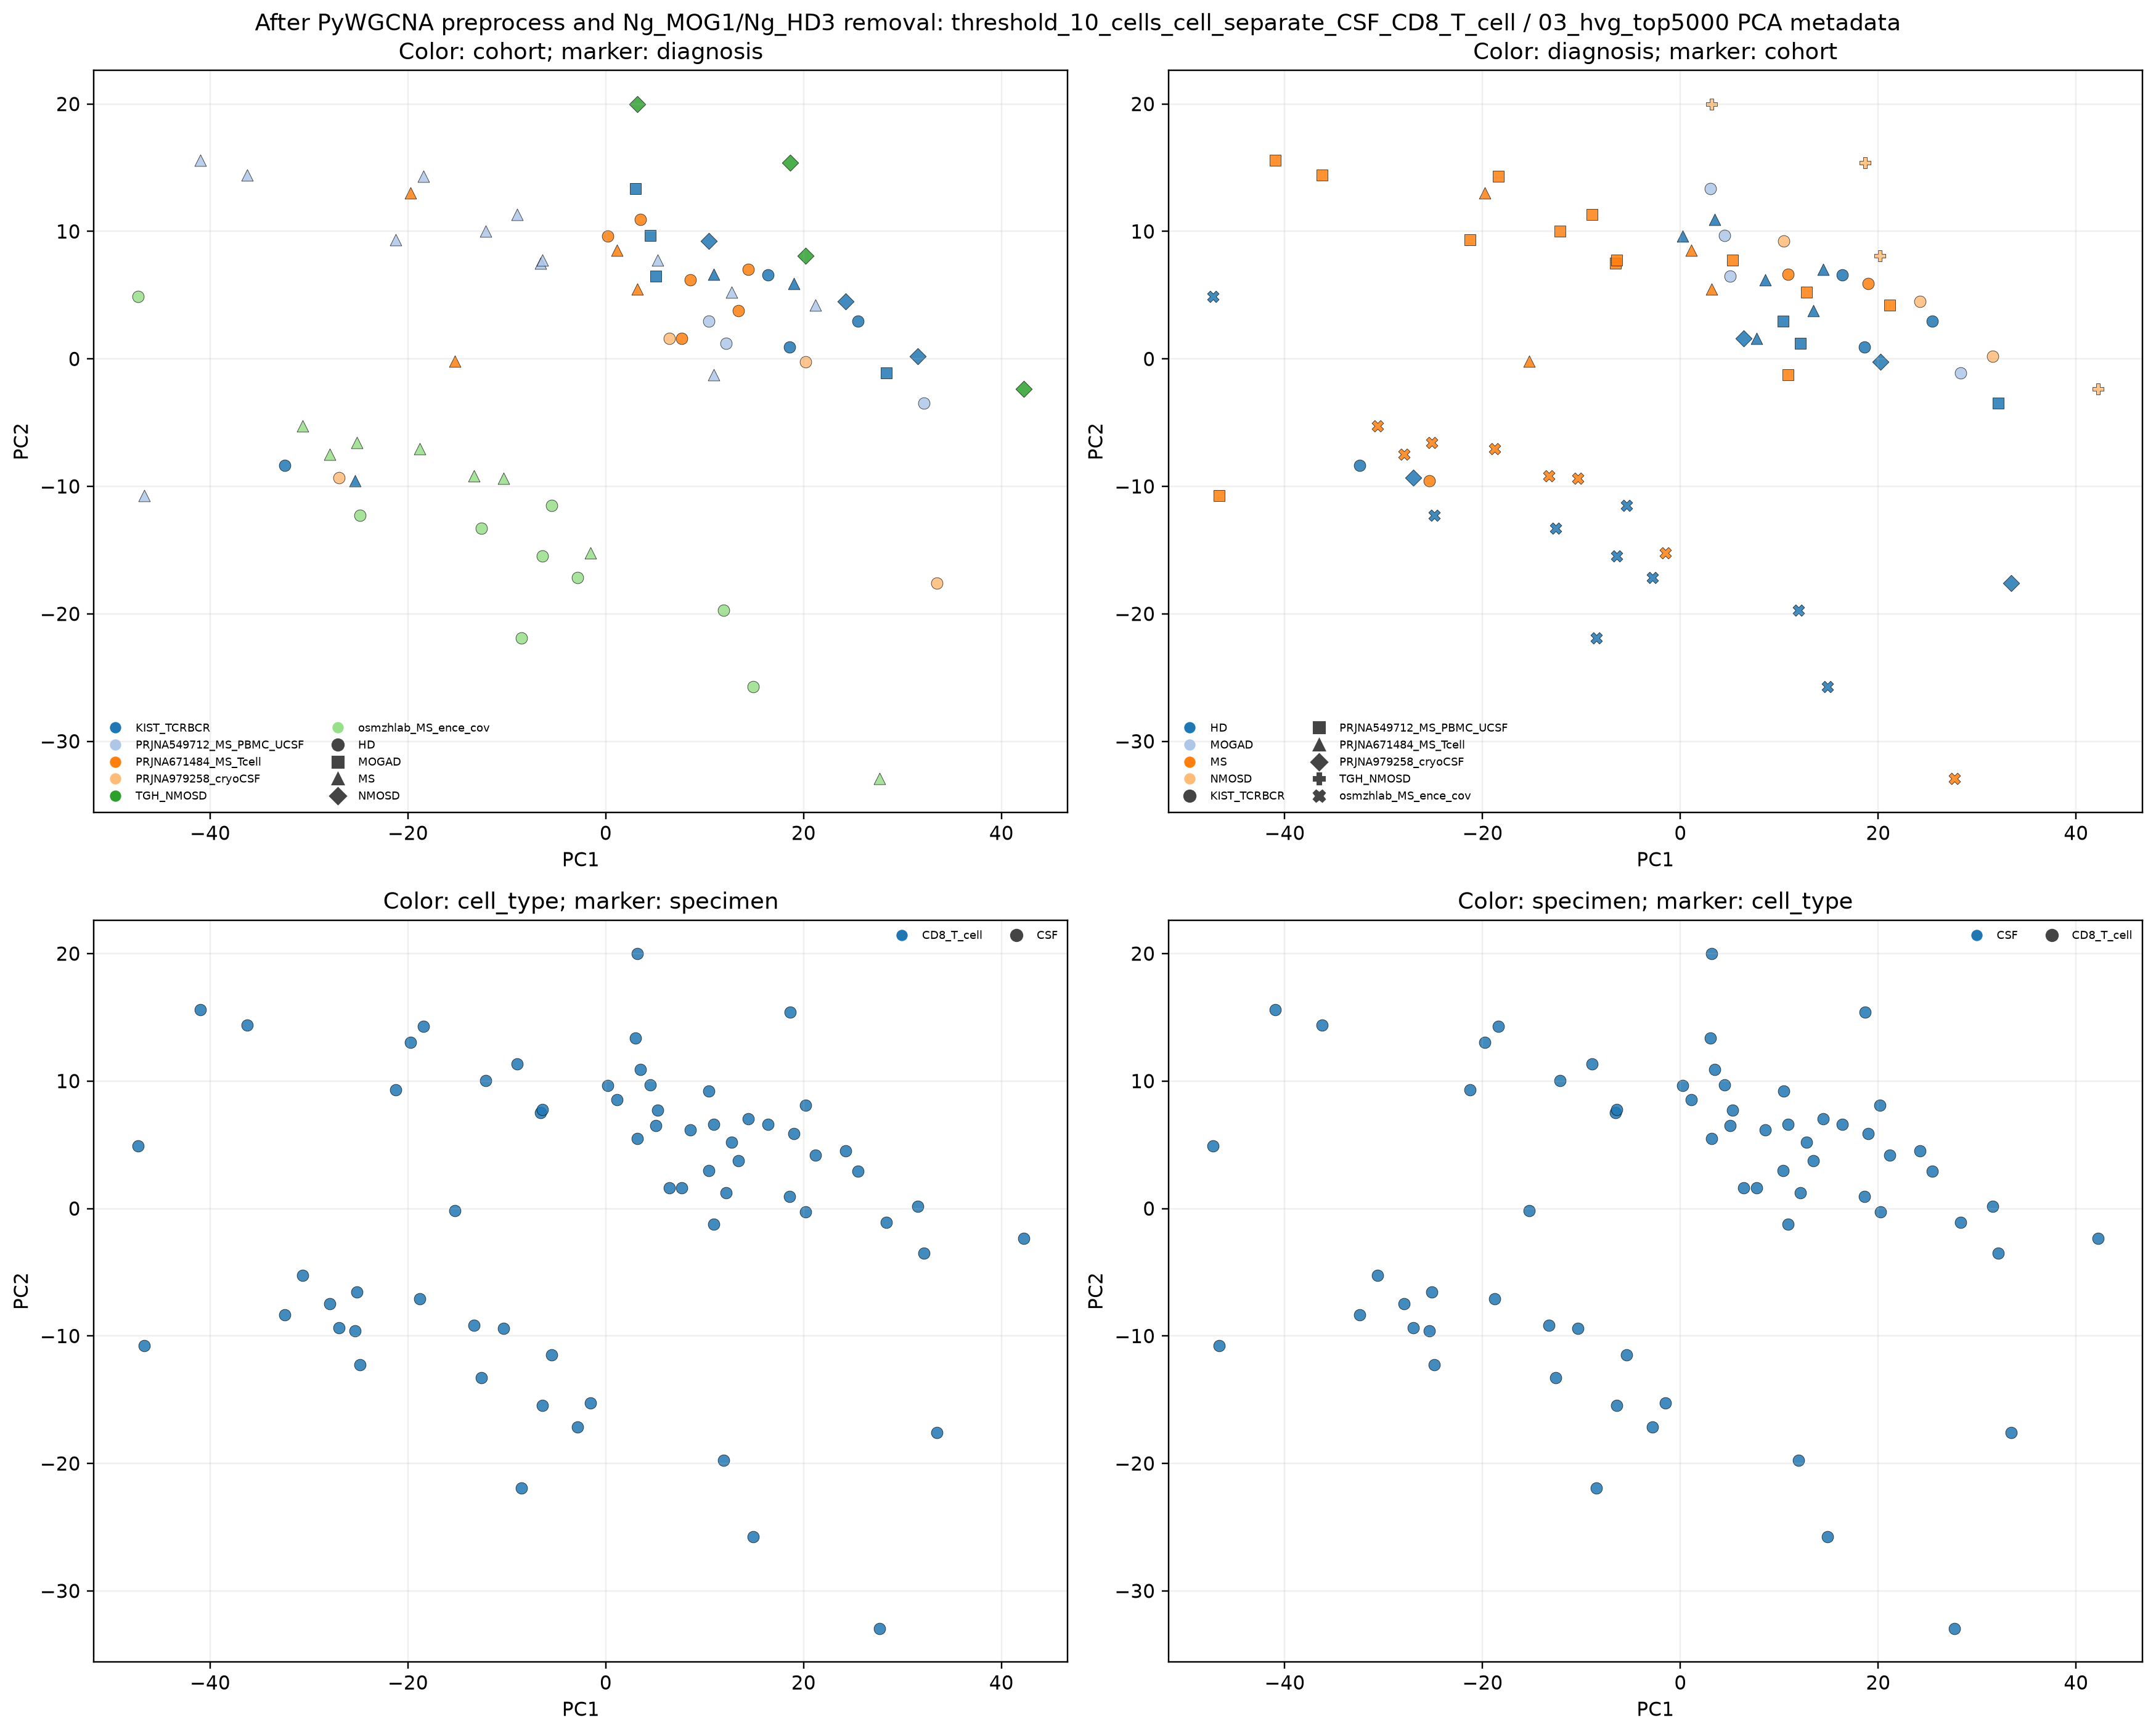 After PyWGCNA preprocess and Ng_MOG1/Ng_HD3 removal: threshold_10_cells_cell_separate_CSF_CD8_T_cell / 03_hvg_top5000 PCA metadata
Color: cohort; marker: diagnosis
20
10
0
−10
−20
−30
PC2
KIST_TCRBCR
PRJNA549712_MS_PBMC_UCSF
PRJNA671484_MS_Tcell
PRJNA979258_cryoCSF
TGH_NMOSD
osmzhlab_MS_ence_cov
HD
MOGAD
MS
NMOSD
−40 −20 0 20 40
PC1
Color: diagnosis; marker: cohort
20
10
0
−10
−20
−30
PC2
HD
MOGAD
MS
NMOSD
KIST_TCRBCR
PRJNA549712_MS_PBMC_UCSF
PRJNA671484_MS_Tcell
PRJNA979258_cryoCSF
TGH_NMOSD
osmzhlab_MS_ence_cov
−40 −20 0 20 40
PC1
Color: cell_type; marker: specimen
CD8_T_cell CSF
20
10
0
−10
−20
−30
PC2
−40 −20 0 20 40
PC1
Color: specimen; marker: cell_type
CSF CD8_T_cell
20
10
0
−10
−20
−30
PC2
−40 −20 0 20 40
PC1